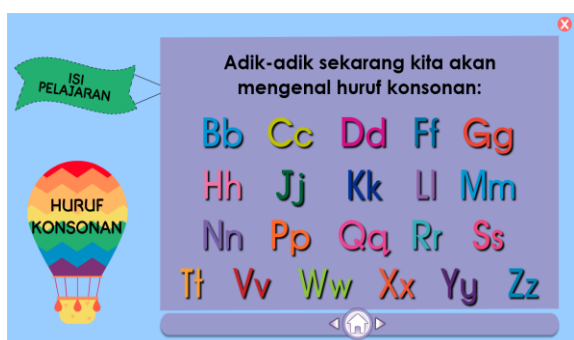 ISI
PELAJARAN
Adik-adik sekarang kita akan
mengenal huruf konsonan:
Bb Cc Dd Ff Gg
Hh Jj Kk Ll Mm
Nn Pp Qq Rr Ss
Tt Vv Ww Xx Yy Zz
HURUF
KONSONAN
X